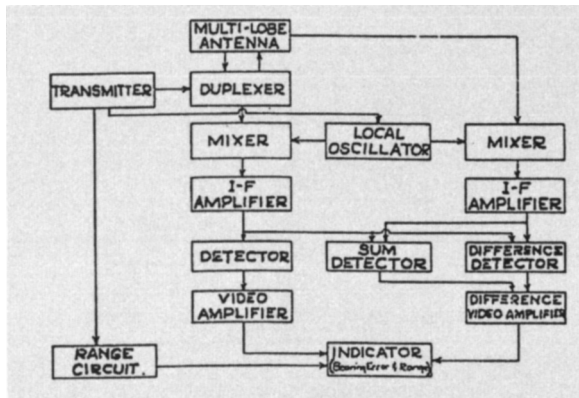 MULTI-LOBE
ANTENNA
TRANSMITTER
DUPLEXER
MIXER
LOCAL
OSCILLATOR
MIXER
I-F
AMPLIFIER
I-F
AMPLIFIER
DETECTOR
SUM
DETECTOR
DIFFERENCE
DETECTOR
VIDEO
AMPLIFIER
DIFFERENCE
VIDEO AMPLIFIER
RANGE
CIRCUIT.
INDICATOR
(Bearing Error & Range)